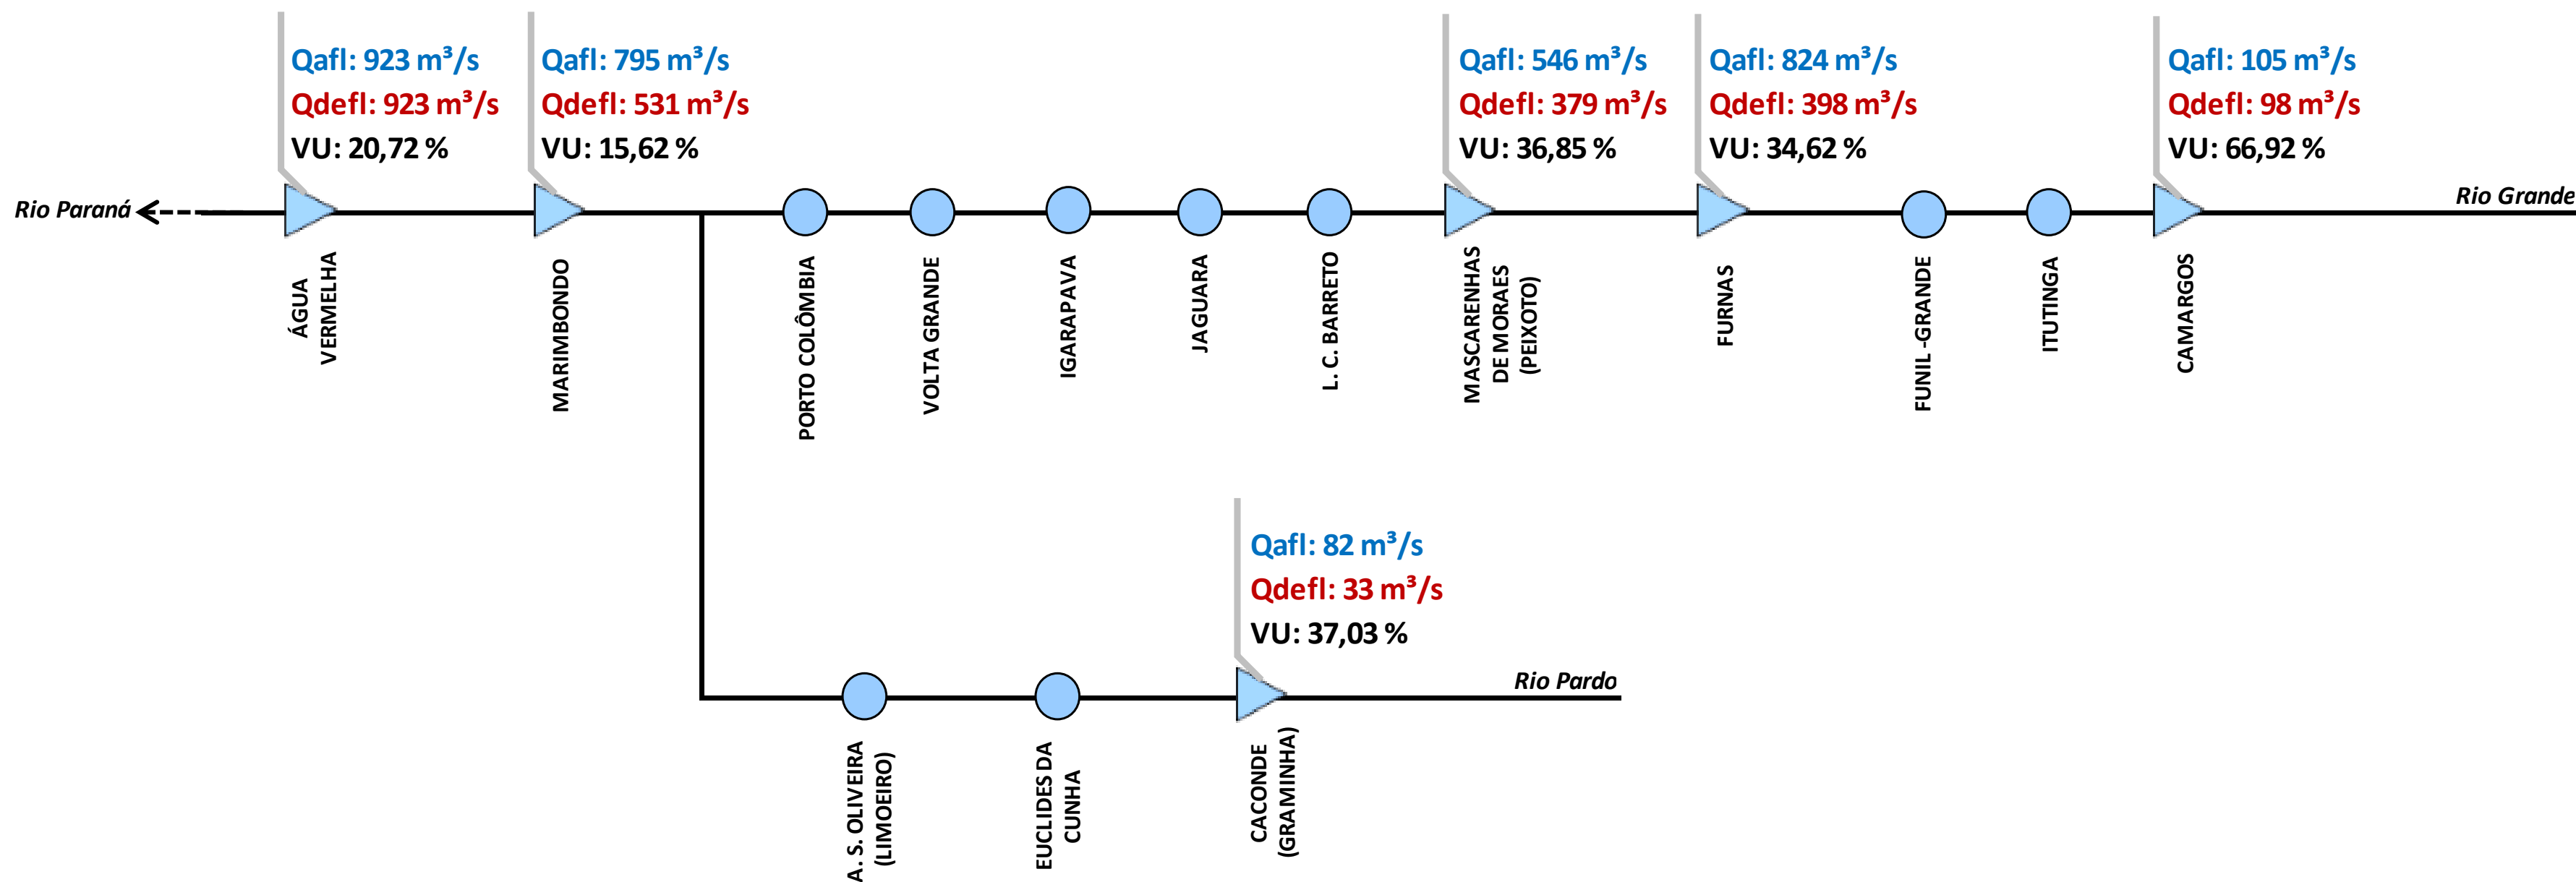 Qafl: 923 m³/s
Qdefl: 923 m³/s
VU: 20,72 %
Qafl: 795 m³/s
Qdefl: 531 m³/s
VU: 15,62 %
Qafl: 546 m³/s
Qdefl: 379 m³/s
VU: 36,85 %
Qafl: 824 m³/s
Qdefl: 398 m³/s
VU: 34,62 %
Qafl: 105 m³/s
Qdefl: 98 m³/s
VU: 66,92 %
Rio Paraná
Rio Grande
ÁGUA
VERMELHA
MARIMBONDO
PORTO COLÔMBIA
VOLTA GRANDE
IGARAPAVA
JAGUARA
L. C. BARRETO
MASCARENHAS
DE MORAES
(PEIXOTO)
FURNAS
FUNIL -GRANDE
ITUTINGA
CAMARGOS
Qafl: 82 m³/s
Qdefl: 33 m³/s
VU: 37,03 %
Rio Pardo
A. S. OLIVEIRA
(LIMOEIRO)
EUCLIDES DA
CUNHA
CACONDE
(GRAMINHA)